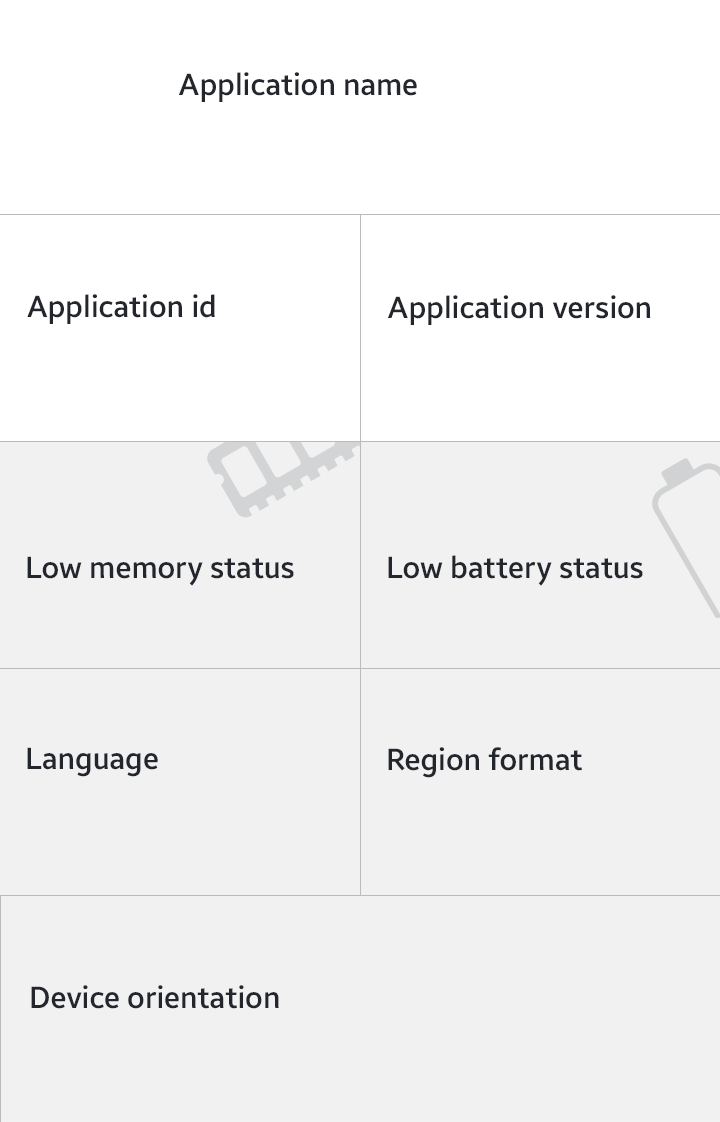 Application name
Application id
Application version
Low memory status
Low battery status
Language
Region format
Device orientation